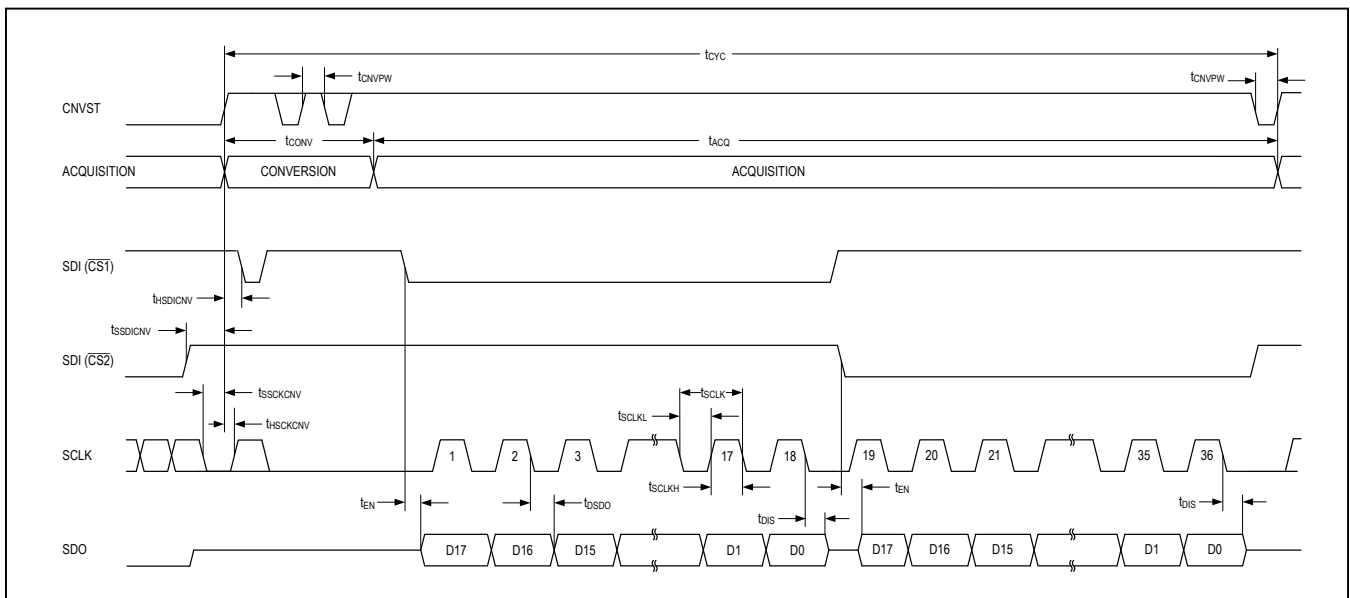 tCYC
tCNVPW
tCNVPW
CNVST
tCONV
tACQ
ACQUISITION
CONVERSION
ACQUISITION
SDI (CS1)
tHSDICNV
tSSDICNV
SDI (CS2)
tSSCKCNV
tSCLK
tHSCKCNV
tSCLKL
SCLK
1
2
3
17
18
19
20
21
35
36
tSCLKH
tEN
tDSDO
tEN
tDIS
tDIS
SDO
D17
D16
D15
D1
D0
D17
D16
D15
D1
D0